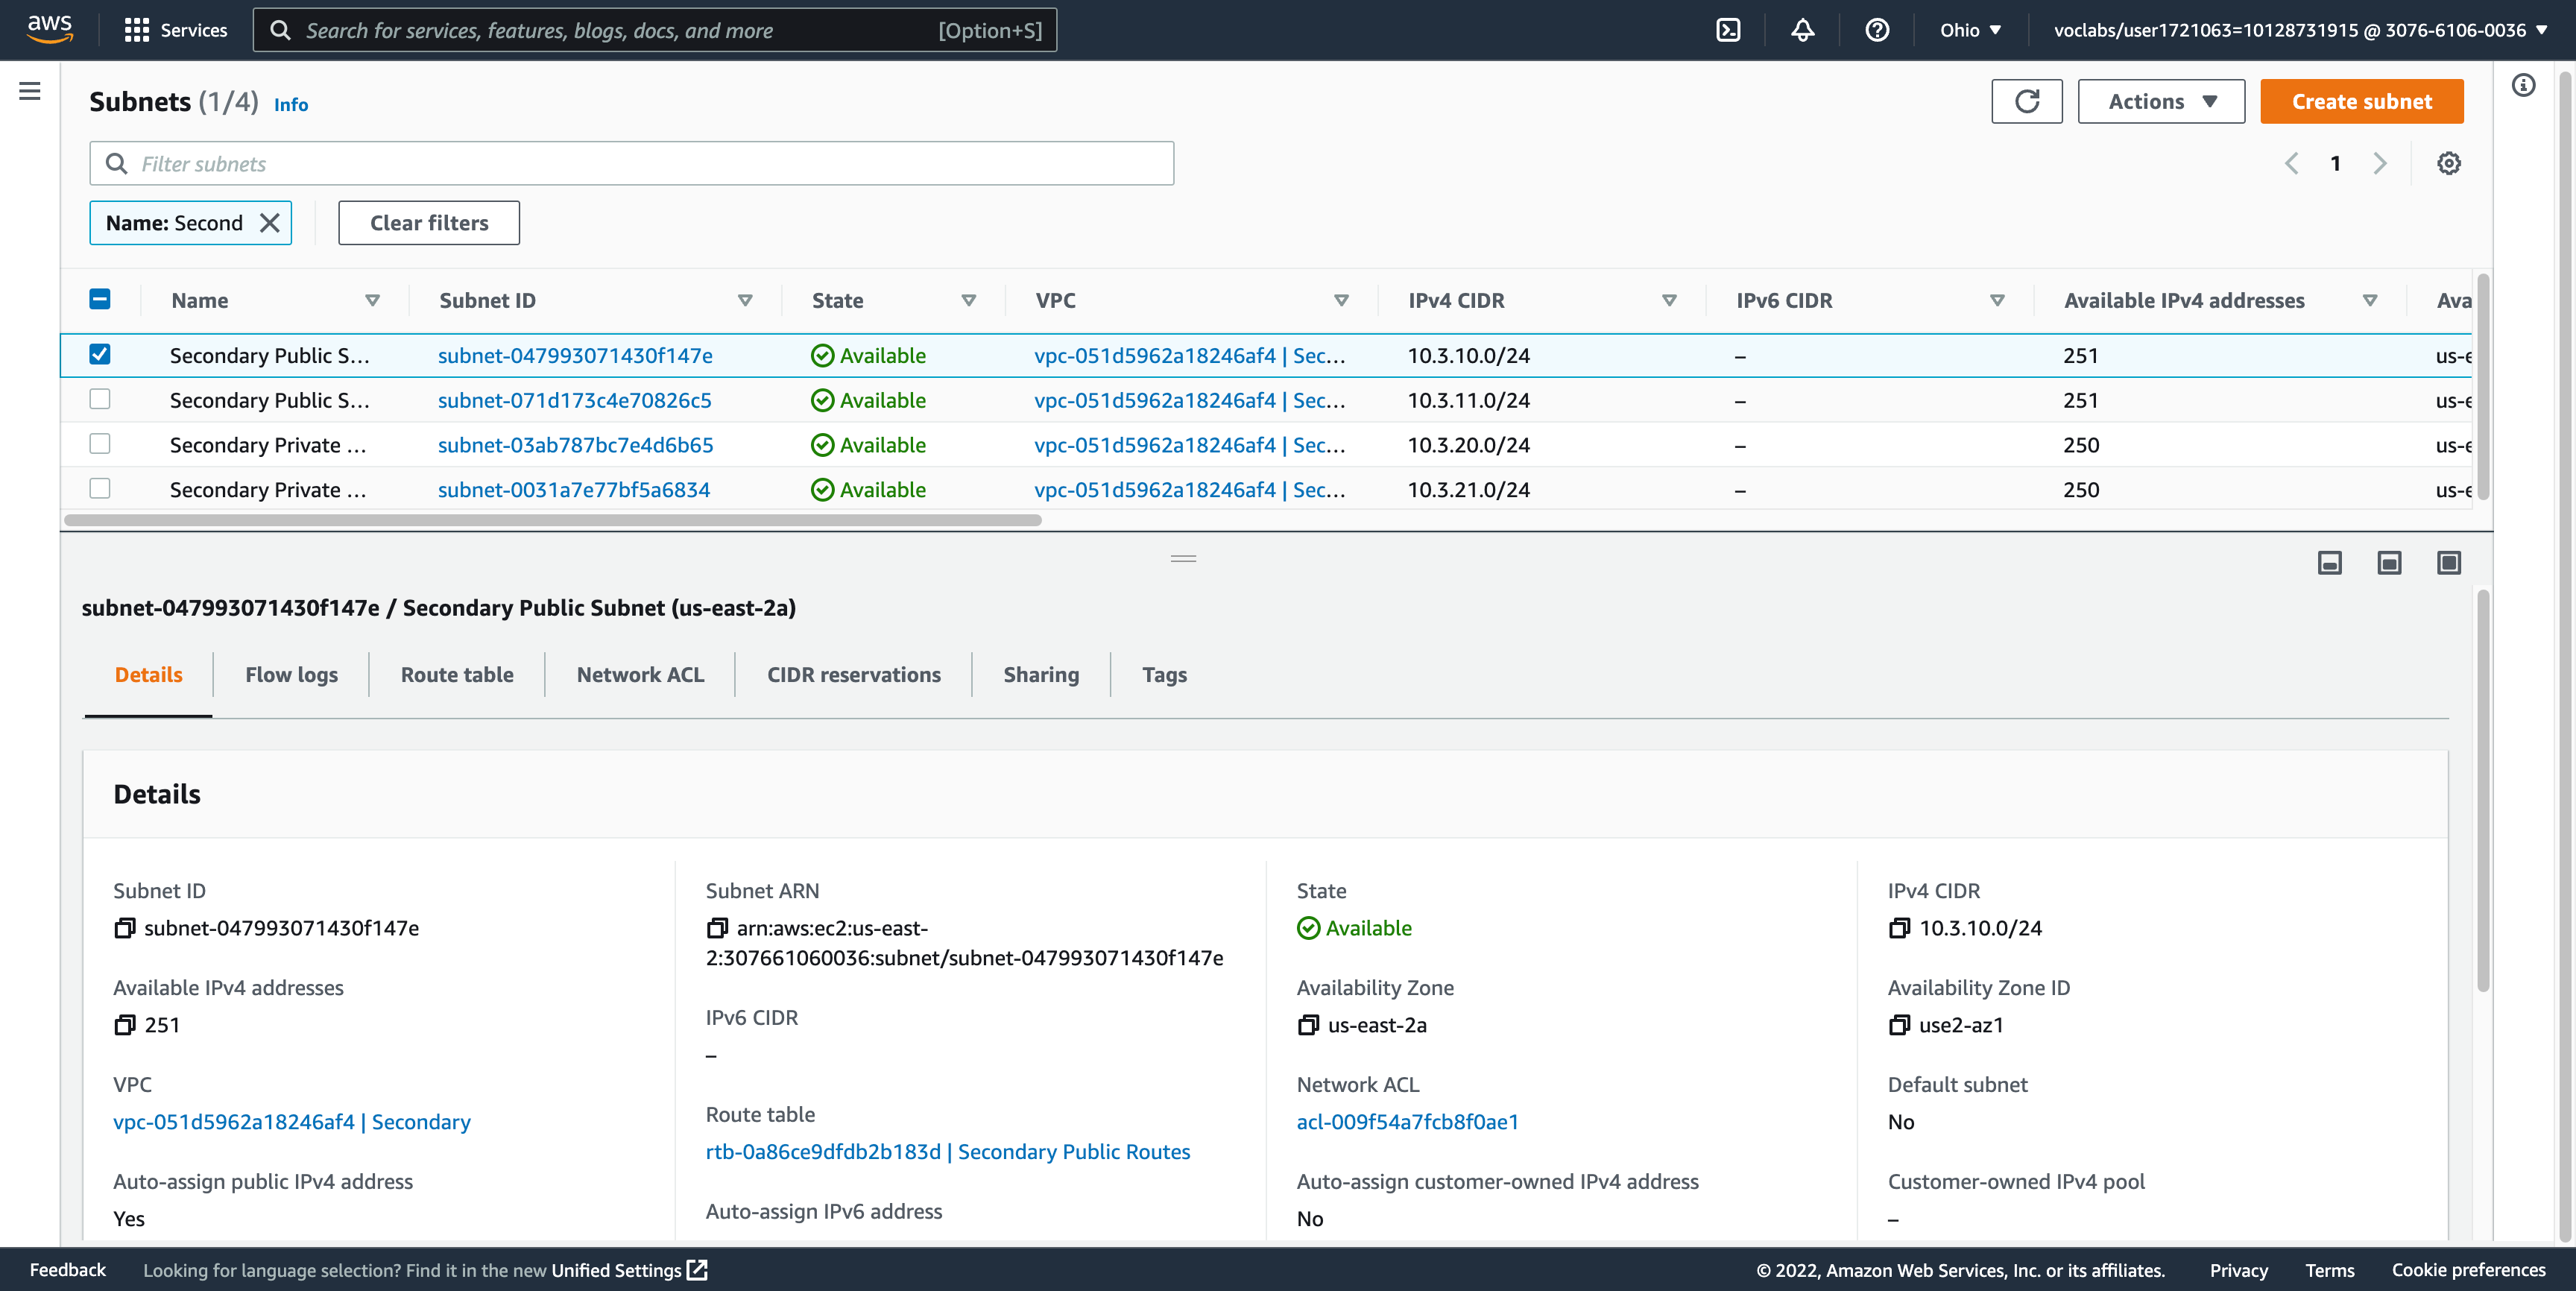 aws Services Search for services, features, blogs, docs, and more [Option+S] Ohio ▼ voclabs/user1721063=10128731915 @ 3076-6106-0036 ▼
Subnets (1/4) Info Actions ▼ Create subnet
Filter subnets 1
Name: Second Clear filters
Name Subnet ID State VPC IPv4 CIDR IPv6 CIDR Available IPv4 addresses Ava
Secondary Public S... subnet-047993071430f147e Available vpc-051d5962a18246af4 | Sec... 10.3.10.0/24 – 251 us-e
Secondary Public S... subnet-071d173c4e70826c5 Available vpc-051d5962a18246af4 | Sec... 10.3.11.0/24 – 251 us-e
Secondary Private ... subnet-03ab787bc7e4d6b65 Available vpc-051d5962a18246af4 | Sec... 10.3.20.0/24 – 250 us-e
Secondary Private ... subnet-0031a7e77bf5a6834 Available vpc-051d5962a18246af4 | Sec... 10.3.21.0/24 – 250 us-e
subnet-047993071430f147e / Secondary Public Subnet (us-east-2a)
Details Flow logs Route table Network ACL CIDR reservations Sharing Tags
Details
Subnet ID
subnet-047993071430f147e
Available IPv4 addresses
251
VPC
vpc-051d5962a18246af4 | Secondary
Auto-assign public IPv4 address
Yes
Subnet ARN
arn:aws:ec2:us-east-
2:307661060036:subnet/subnet-047993071430f147e
IPv6 CIDR
–
Route table
rtb-0a86ce9dfdb2b183d | Secondary Public Routes
Auto-assign IPv6 address
State
Available
Availability Zone
us-east-2a
Network ACL
acl-009f54a7fcb8f0ae1
Auto-assign customer-owned IPv4 address
No
IPv4 CIDR
10.3.10.0/24
Availability Zone ID
use2-az1
Default subnet
No
Customer-owned IPv4 pool
–
Feedback Looking for language selection? Find it in the new Unified Settings © 2022, Amazon Web Services, Inc. or its affiliates. Privacy Terms Cookie preferences